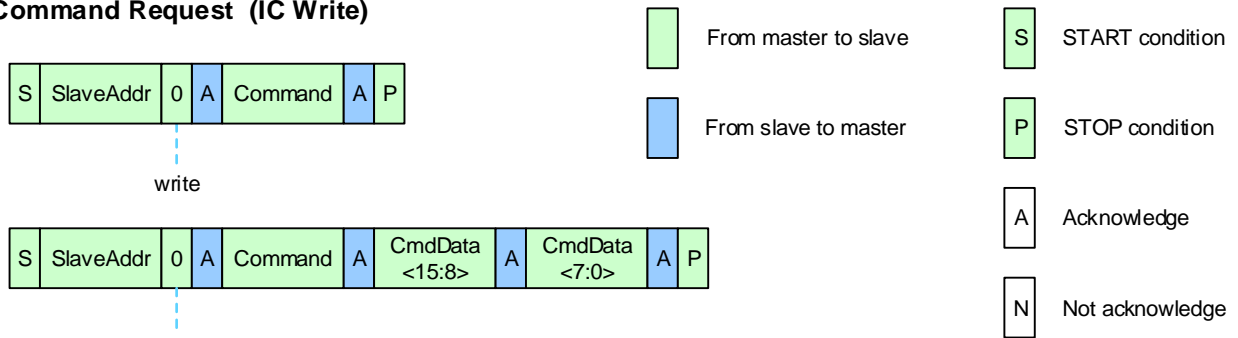 Command Request (IC Write)
S SlaveAddr 0 A Command A P
write
S SlaveAddr 0 A Command A CmdData <15:8> A CmdData <7:0> A P
From master to slave
From slave to master
S START condition
P STOP condition
A Acknowledge
N Not acknowledge